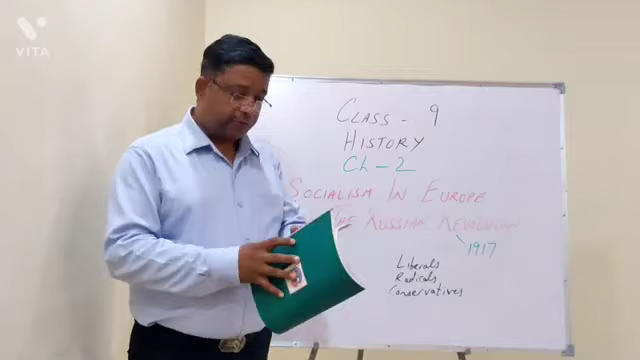 VITA
CLASS - 9
HISTORY
Ch - 2
SOCIALISM IN EUROPE
THE RUSSIAN REVOLUTION
1917
Liberals
Radicals
Conservatives